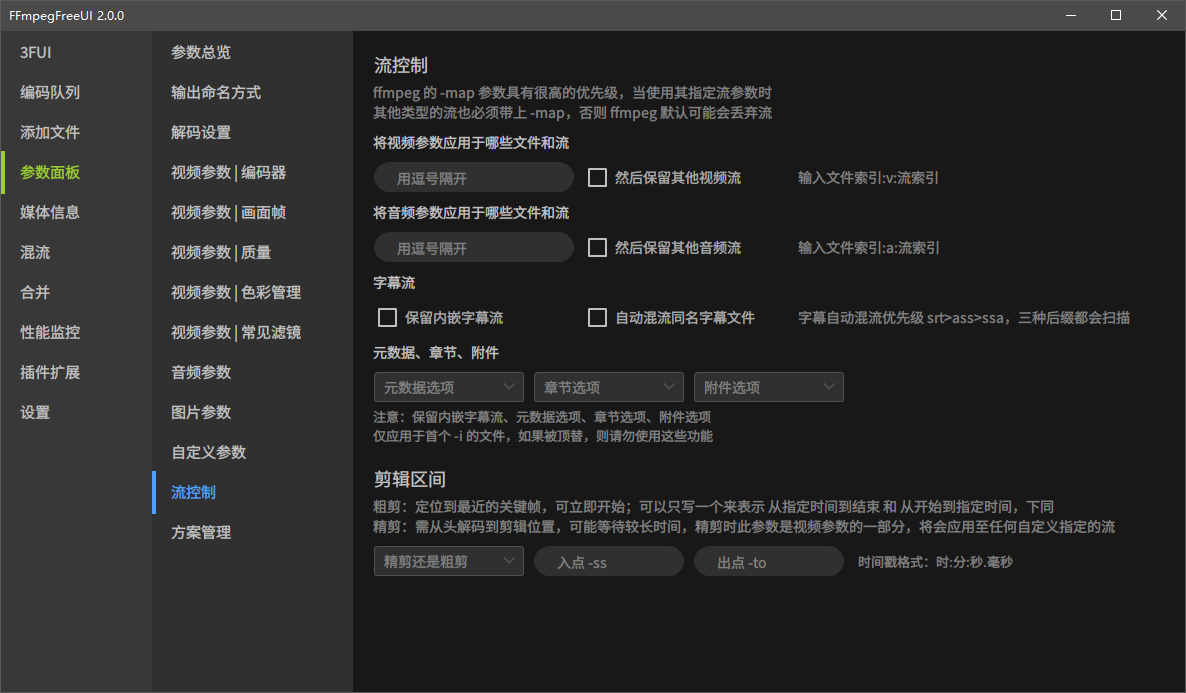 FFmpegFreeUI 2.0.0
3FUI
编码队列
添加文件
参数面板
媒体信息
混流
合并
性能监控
插件扩展
设置
参数总览
输出命名方式
解码设置
视频参数 | 编码器
视频参数 | 画面帧
视频参数 | 质量
视频参数 | 色彩管理
视频参数 | 常见滤镜
音频参数
图片参数
自定义参数
流控制
方案管理
流控制
ffmpeg 的 -map 参数具有很高的优先级，当使用其指定流参数时
其他类型的流也必须带上 -map，否则 ffmpeg 默认可能会丢弃流
将视频参数应用于哪些文件和流
用逗号隔开 然后保留其他视频流 输入文件索引:v:流索引
将音频参数应用于哪些文件和流
用逗号隔开 然后保留其他音频流 输入文件索引:a:流索引
字幕流
保留内嵌字幕流 自动混流同名字幕文件 字幕自动混流优先级 srt>ass>ssa，三种后缀都会扫描
元数据、章节、附件
元数据选项 章节选项 附件选项
注意：保留内嵌字幕流、元数据选项、章节选项、附件选项
仅应用于首个 -i 的文件，如果被顶替，则请勿使用这些功能
剪辑区间
粗剪：定位到最近的关键帧，可立即开始；可以只写一个来表示 从指定时间到结束 和 从开始到指定时间，下同
精剪：需从头解码到剪辑位置，可能等待较长时间，精剪时此参数是视频参数的一部分，将会应用至任何自定义指定的流
精剪还是粗剪 入点 -ss 出点 -to 时间戳格式：时:分:秒.毫秒